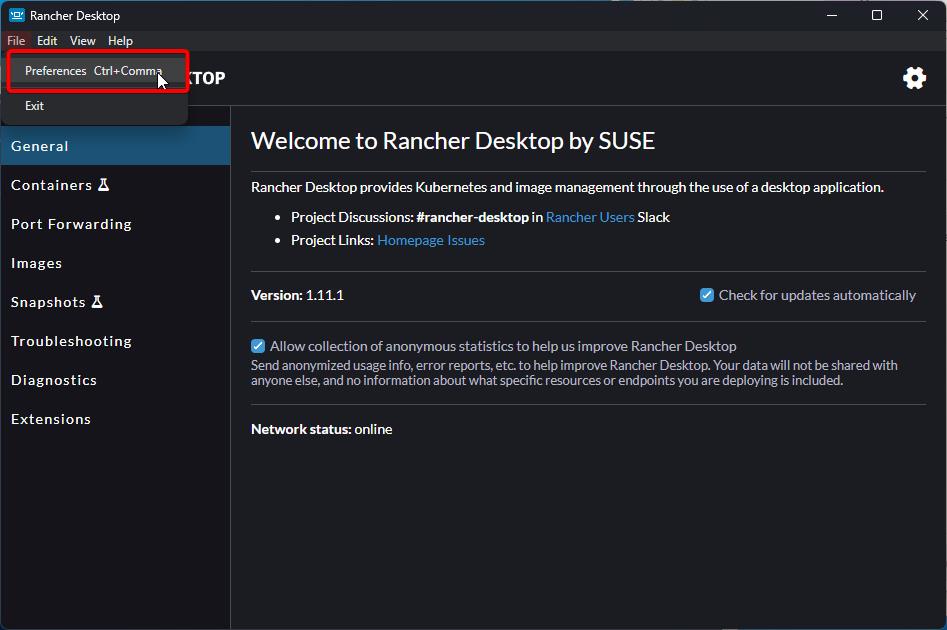 Rancher Desktop
File Edit View Help
Preferences Ctrl+Comma
Exit
KTOP
General
Containers
Port Forwarding
Images
Snapshots
Troubleshooting
Diagnostics
Extensions
Welcome to Rancher Desktop by SUSE
Rancher Desktop provides Kubernetes and image management through the use of a desktop application.
• Project Discussions: #rancher-desktop in Rancher Users Slack
• Project Links: Homepage Issues
Version: 1.11.1
Check for updates automatically
Allow collection of anonymous statistics to help us improve Rancher Desktop
Send anonymized usage info, error reports, etc. to help improve Rancher Desktop. Your data will not be shared with
anyone else, and no information about what specific resources or endpoints you are deploying is included.
Network status: online